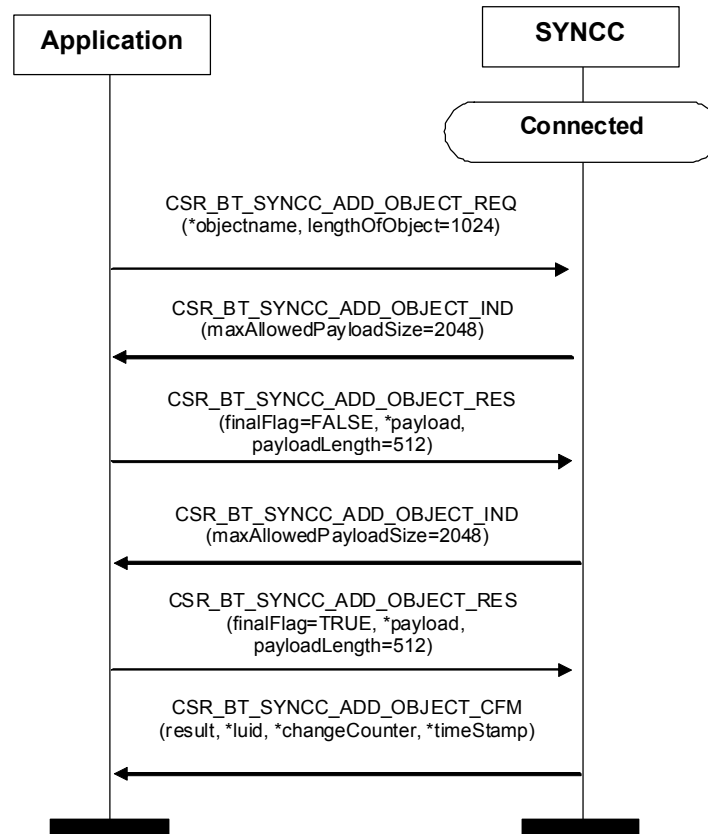 Application
SYNCC
Connected
CSR_BT_SYNCC_ADD_OBJECT_REQ
(*objectname, lengthOfObject=1024)
CSR_BT_SYNCC_ADD_OBJECT_IND
(maxAllowedPayloadSize=2048)
CSR_BT_SYNCC_ADD_OBJECT_RES
(finalFlag=FALSE, *payload,
payloadLength=512)
CSR_BT_SYNCC_ADD_OBJECT_IND
(maxAllowedPayloadSize=2048)
CSR_BT_SYNCC_ADD_OBJECT_RES
(finalFlag=TRUE, *payload,
payloadLength=512)
CSR_BT_SYNCC_ADD_OBJECT_CFM
(result, *luid, *changeCounter, *timeStamp)